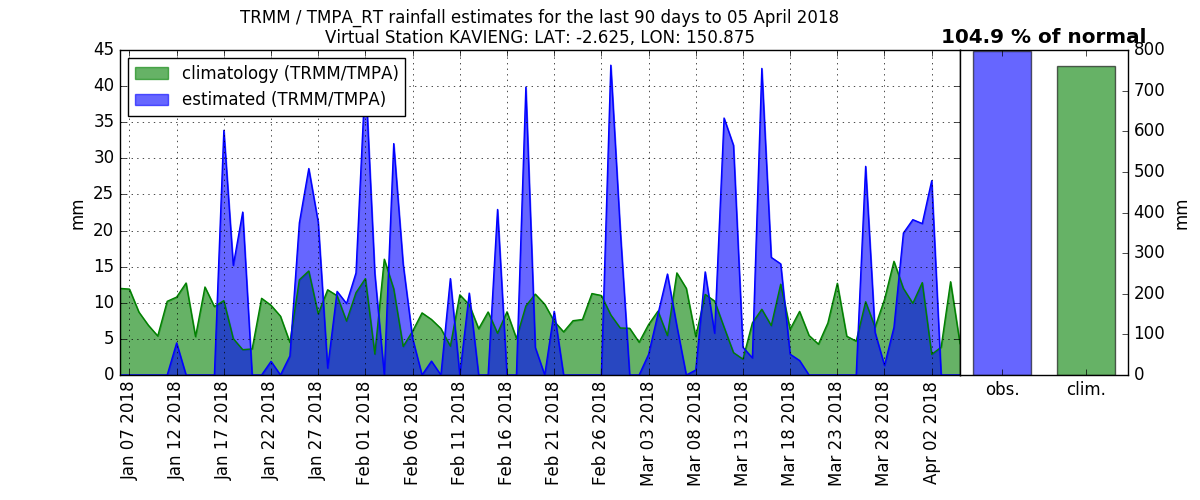 TRMM / TMPA_RT rainfall estimates for the last 90 days to 05 April 2018
Virtual Station KAVIENG: LAT: -2.625, LON: 150.875
104.9 % of normal
climatology (TRMM/TMPA)
estimated (TRMM/TMPA)
45
40
35
30
25
20
15
10
5
0
mm
Jan 07 2018
Jan 12 2018
Jan 17 2018
Jan 22 2018
Jan 27 2018
Feb 01 2018
Feb 06 2018
Feb 11 2018
Feb 16 2018
Feb 21 2018
Feb 26 2018
Mar 03 2018
Mar 08 2018
Mar 13 2018
Mar 18 2018
Mar 23 2018
Mar 28 2018
Apr 02 2018
obs.
clim.
800
700
600
500
400
300
200
100
0
mm